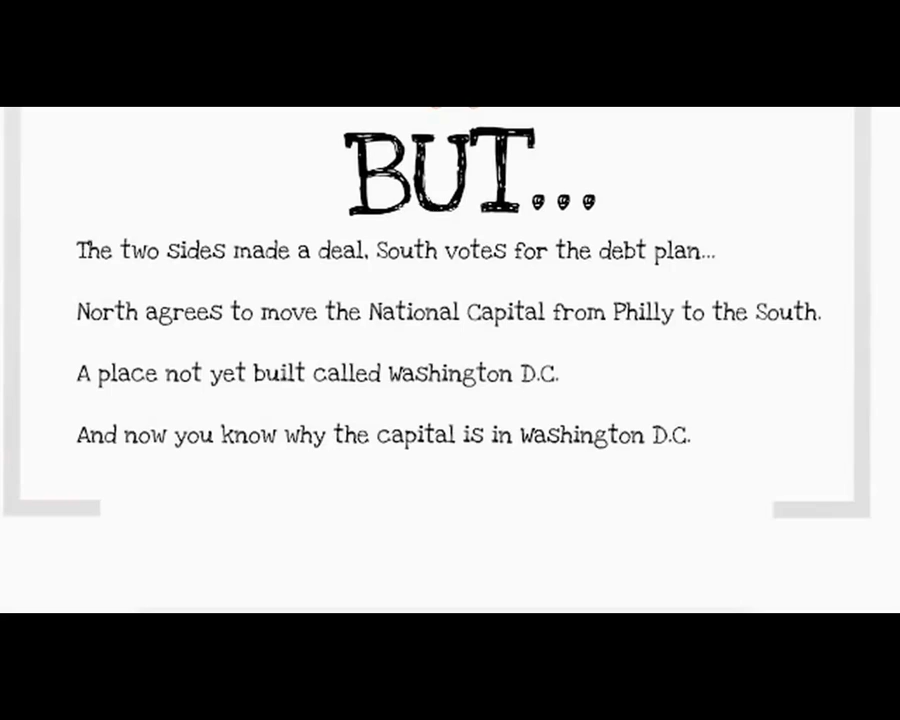 BUT...
The two sides made a deal, South votes for the debt plan...
North agrees to move the National Capital from Philly to the South.
A place not yet built called Washington D.C.
And now you know why the capital is in Washington D.C.